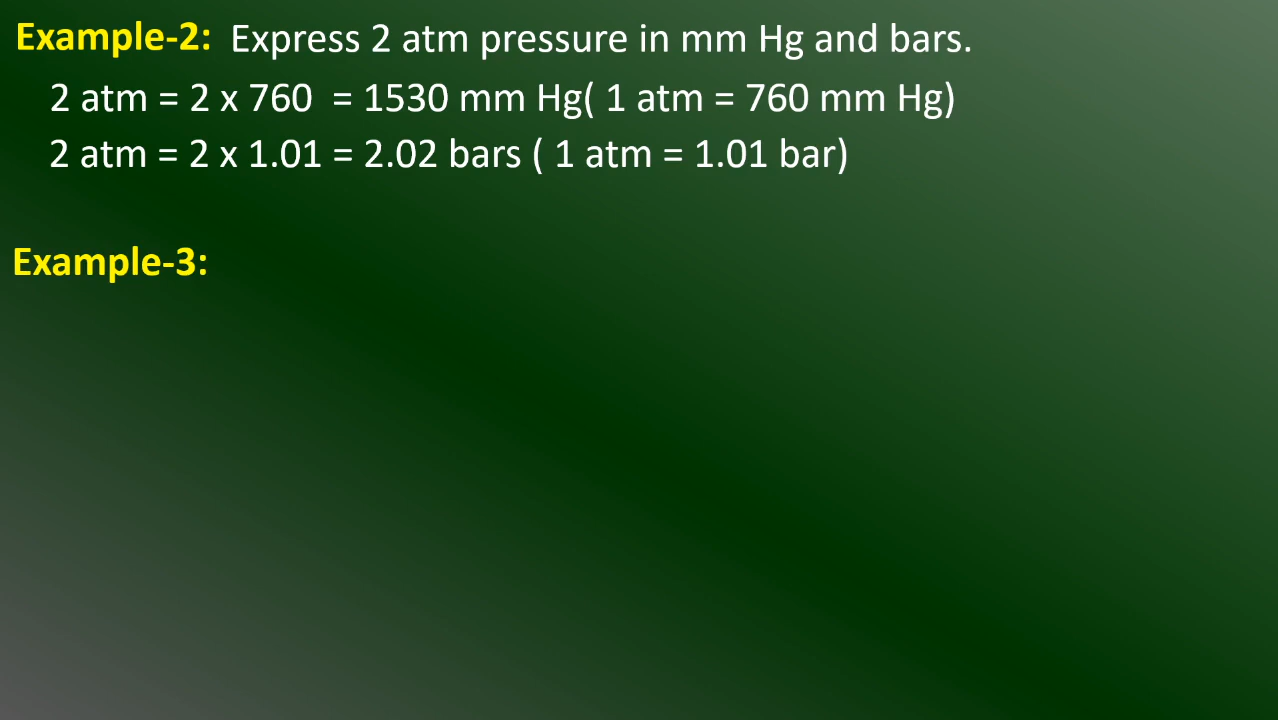 Example-2: Express 2 atm pressure in mm Hg and bars.
2 atm = 2 x 760 = 1530 mm Hg( 1 atm = 760 mm Hg)
2 atm = 2 x 1.01 = 2.02 bars ( 1 atm = 1.01 bar)
Example-3: